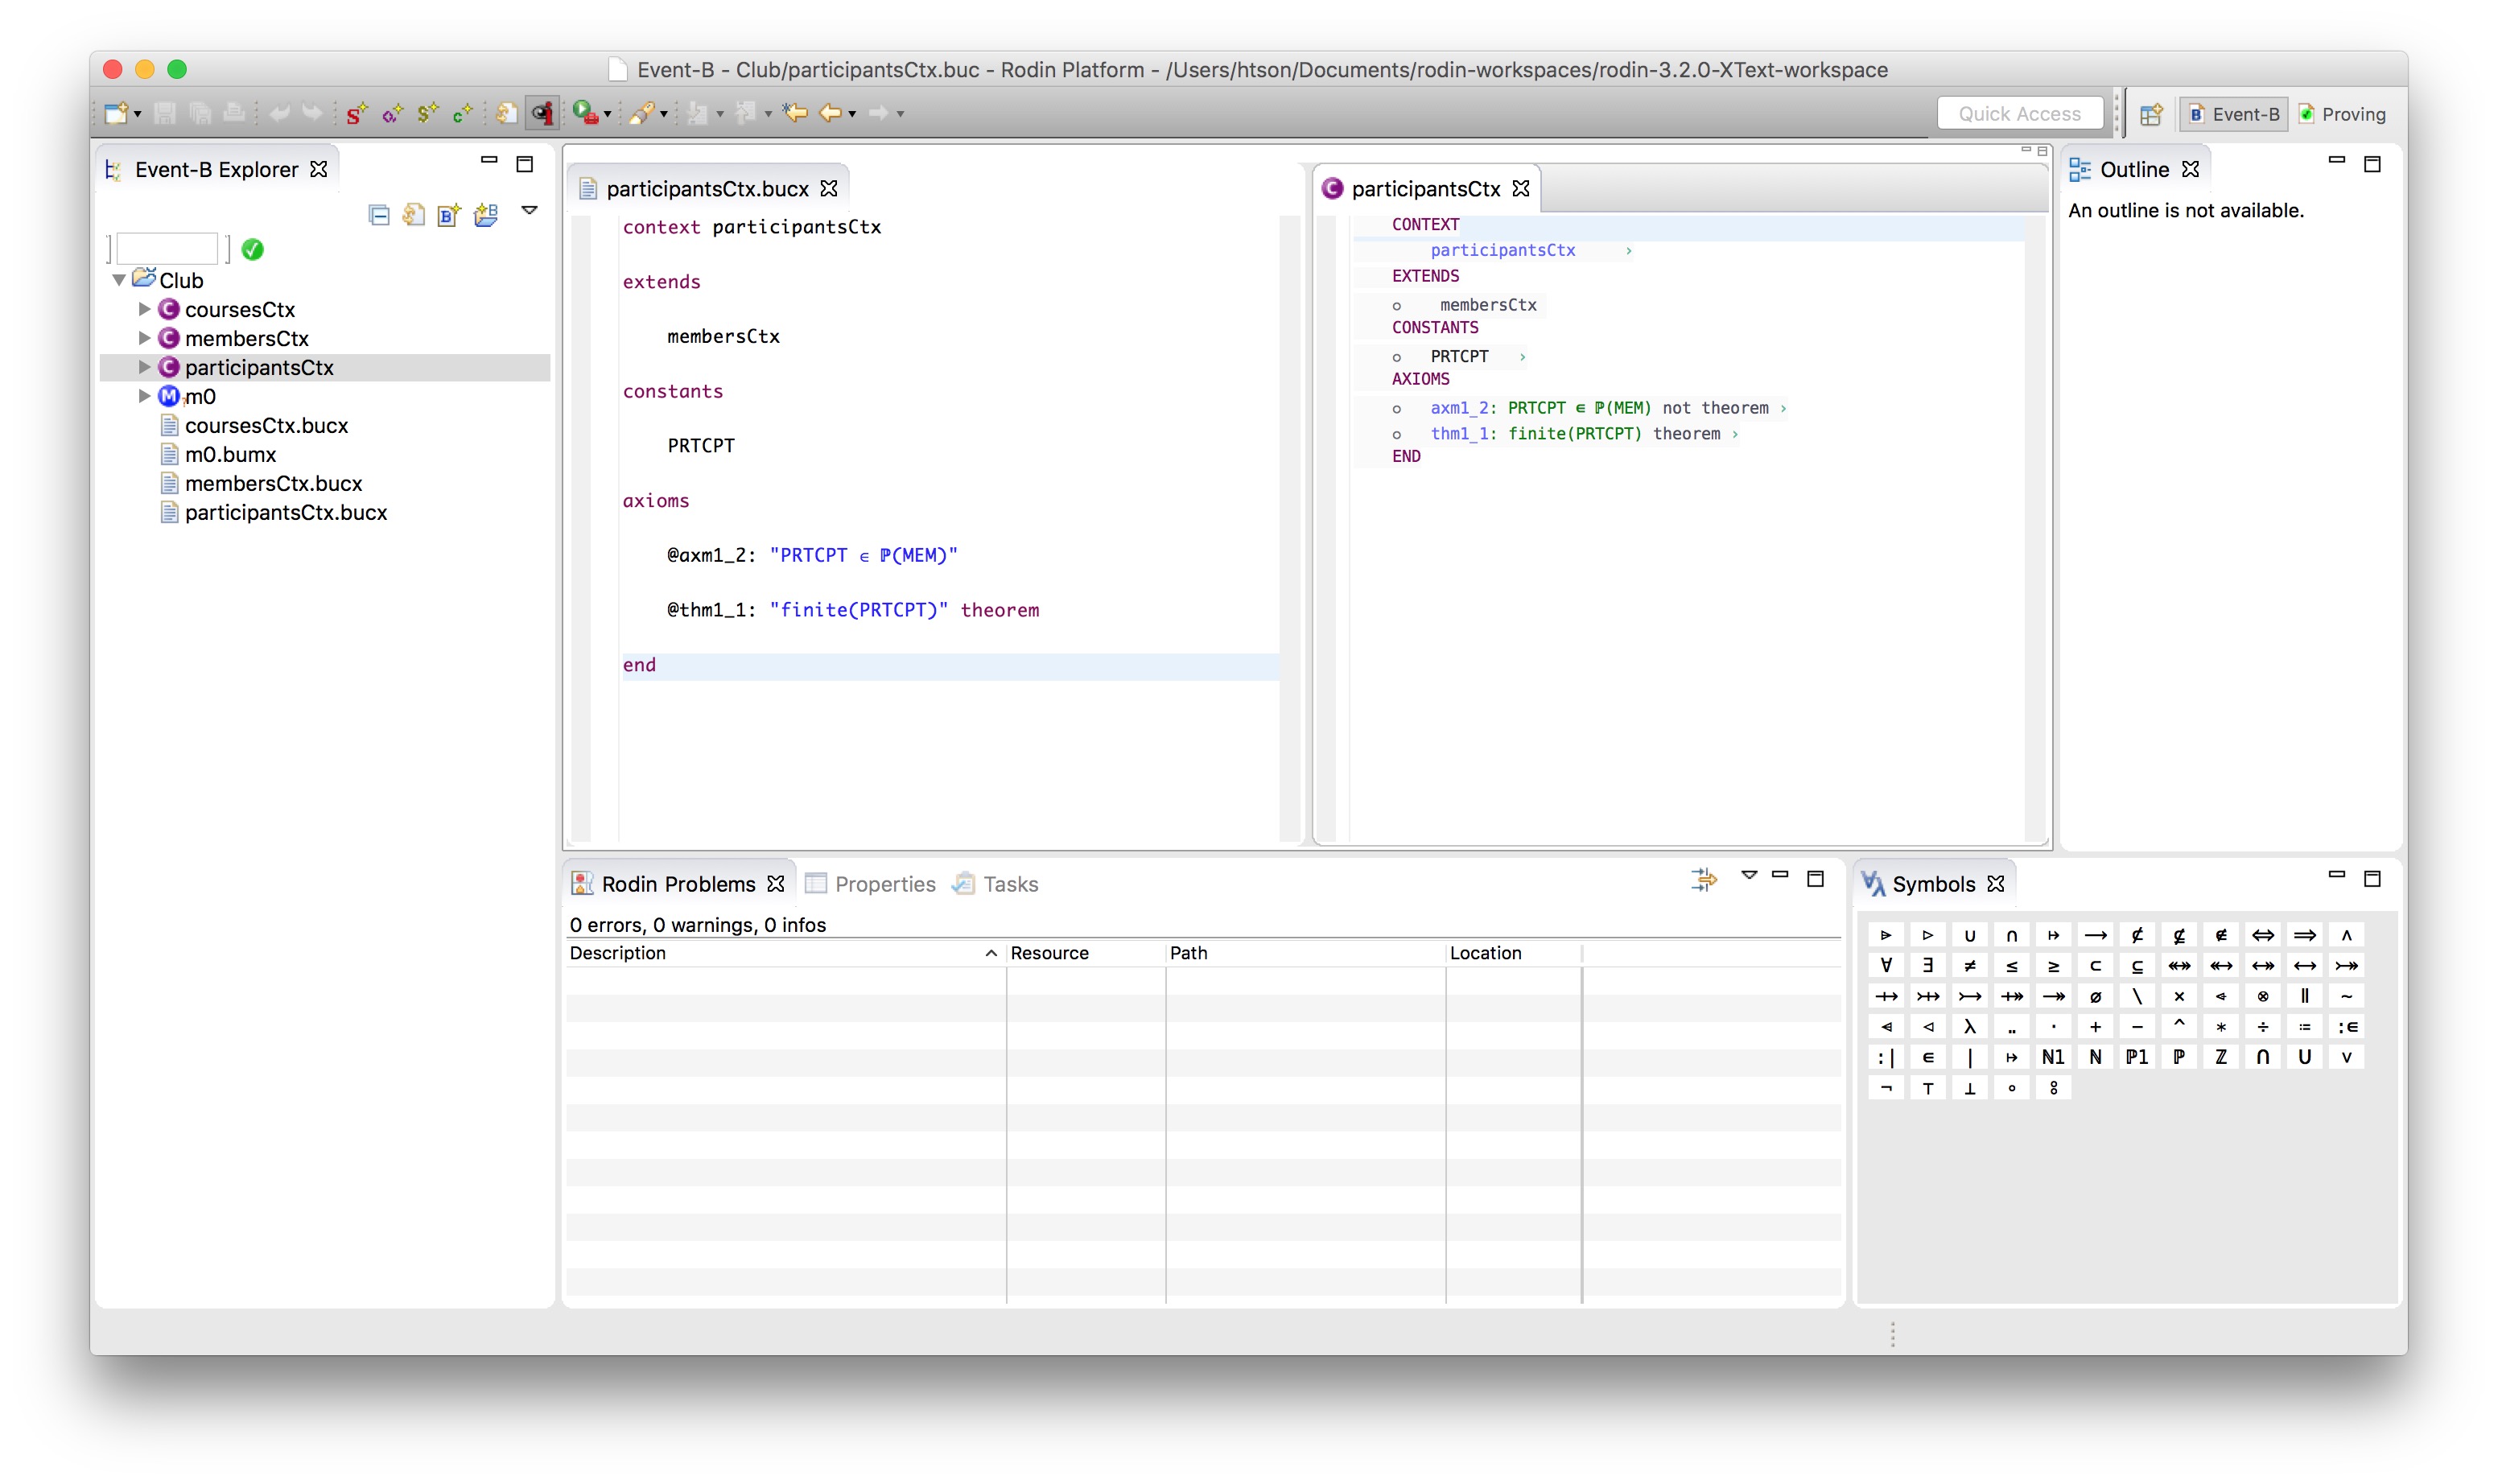 Event-B - Club/participantsCtx.buc - Rodin Platform - /Users/htson/Documents/rodin-workspaces/rodin-3.2.0-XText-workspace
Quick Access
Event-B
Proving
Event-B Explorer
Club
coursesCtx
membersCtx
participantsCtx
m0
coursesCtx.bucx
m0.bumx
membersCtx.bucx
participantsCtx.bucx
participantsCtx.bucx
context participantsCtx
extends
membersCtx
constants
PRTCPT
axioms
@axm1_2: "PRTCPT ∈ ℙ(MEM)"
@thm1_1: "finite(PRTCPT)" theorem
end
participantsCtx
CONTEXT
participantsCtx ›
EXTENDS
○ membersCtx
CONSTANTS
○ PRTCPT ›
AXIOMS
○ axm1_2: PRTCPT ∈ ℙ(MEM) not theorem ›
○ thm1_1: finite(PRTCPT) theorem ›
END
Outline
An outline is not available.
Rodin Problems
Properties
Tasks
0 errors, 0 warnings, 0 infos
Description Resource Path Location
Symbols
⩥ ▷ ∪ ∩ ↦ → ⊄ ⊈ ∉ ⇔ ⇒ ∧
∀ ∃ ≠ ≤ ≥ ⊂ ⊆ ↔ ⤖
⇸ ⤔ ↣ ⤀ ↠ ∅ \ × ⊗ ∥ ∼
⩤ ◁ λ ‥ · + − ^ ∗ ÷ ≔ :∈
:∣ ∈ ∣ ↦ ℕ1 ℕ ℙ1 ℙ ℤ ⋂ ⋃ ∨
¬ ⊤ ⊥ ∘